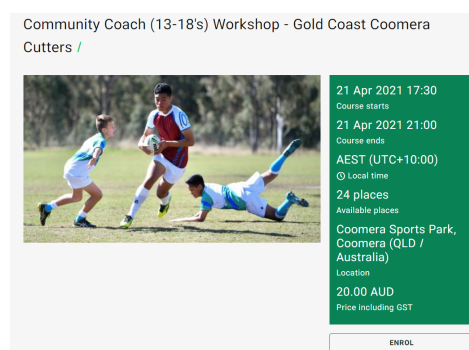 Community Coach (13-18's) Workshop - Gold Coast Coomera
Cutters /
21 Apr 2021 17:30
Course starts
21 Apr 2021 21:00
Course ends
AEST (UTC+10:00)
Local time
24 places
Available places
Coomera Sports Park,
Coomera (QLD /
Australia)
Location
20.00 AUD
Price including GST
ENROL